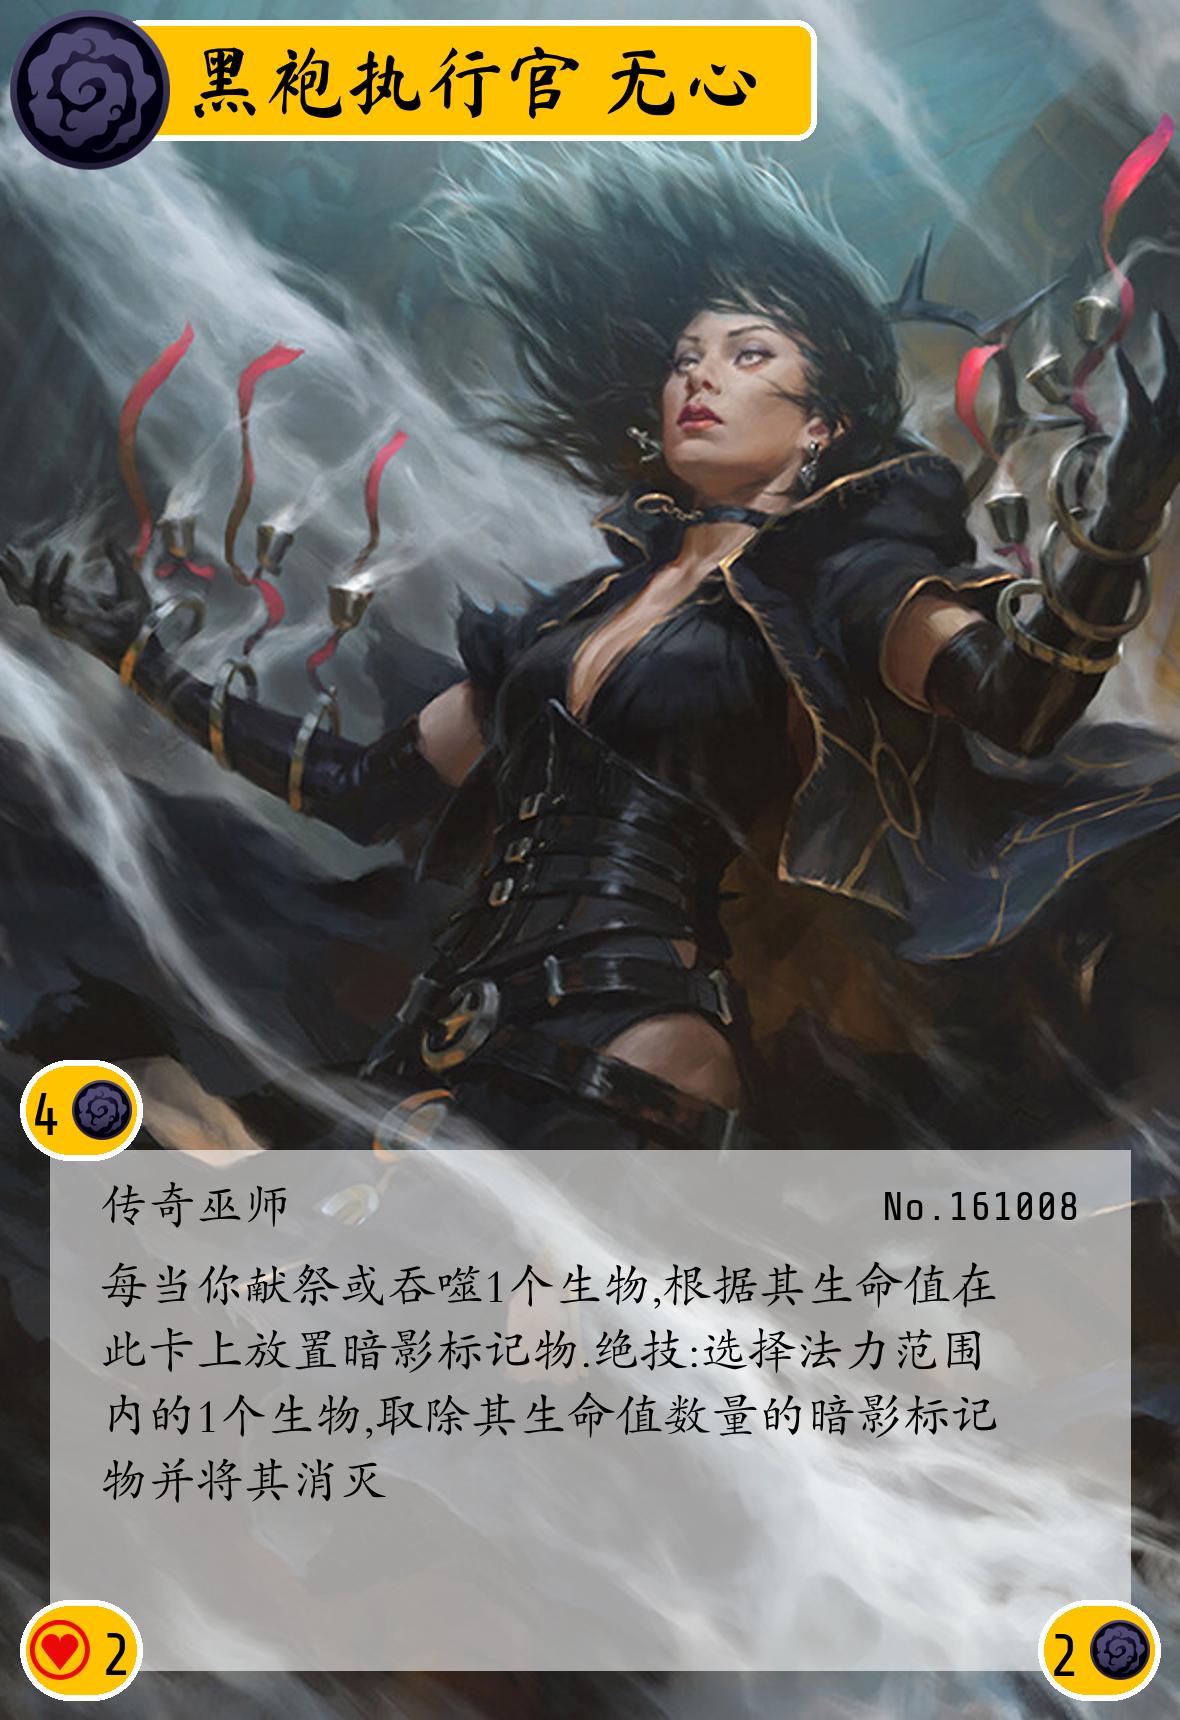 黑袍执行官 无心
4
传奇巫师
No.161008
每当你献祭或吞噬1个生物,根据其生命值在
此卡上放置暗影标记物.绝技:选择法力范围
内的1个生物,取除其生命值数量的暗影标记
物并将其消灭
2
2